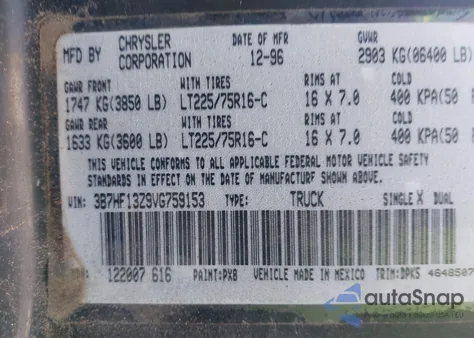 MFD BY CHRYSLER CORPORATION DATE OF MFR 12-96 GVWR 2903 KG(06400 LB)
GAWR FRONT WITH TIRES RIMS AT COLD
1747 KG(3850 LB) LT225/75R16-C 16 X 7.0 400 KPA(50 P
GAWR REAR WITH TIRES RIMS AT COLD
1633 KG(3600 LB) LT225/75R16-C 16 X 7.0 400 KPA(50 P
THIS VEHICLE CONFORMS TO ALL APPLICABLE FEDERAL MOTOR VEHICLE SAFETY
STANDARDS IN EFFECT ON THE DATE OF MANUFACTURE SHOWN ABOVE
VIN: 3B7HF13Z9VG759153 TYPE: TRUCK SINGLE X DUAL
122007 616 PAINT:PX8 VEHICLE MADE IN MEXICO TRIM:DPK5 4648507
autaSnap